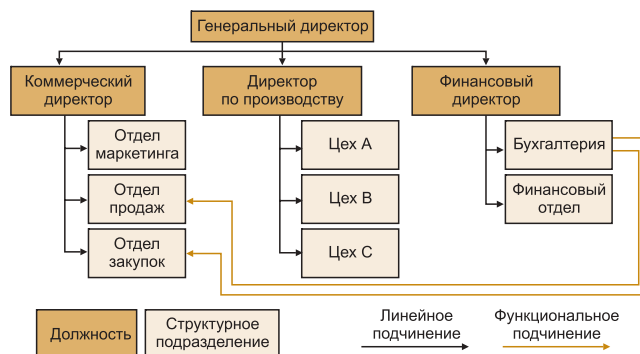 Генеральный директор
Коммерческий
директор
Директор
по производству
Финансовый
директор
Отдел
маркетинга
Отдел
продаж
Отдел
закупок
Цех А
Цех В
Цех С
Бухгалтерия
Финансовый
отдел
Должность
Структурное
подразделение
Линейное
подчинение
Функциональное
подчинение